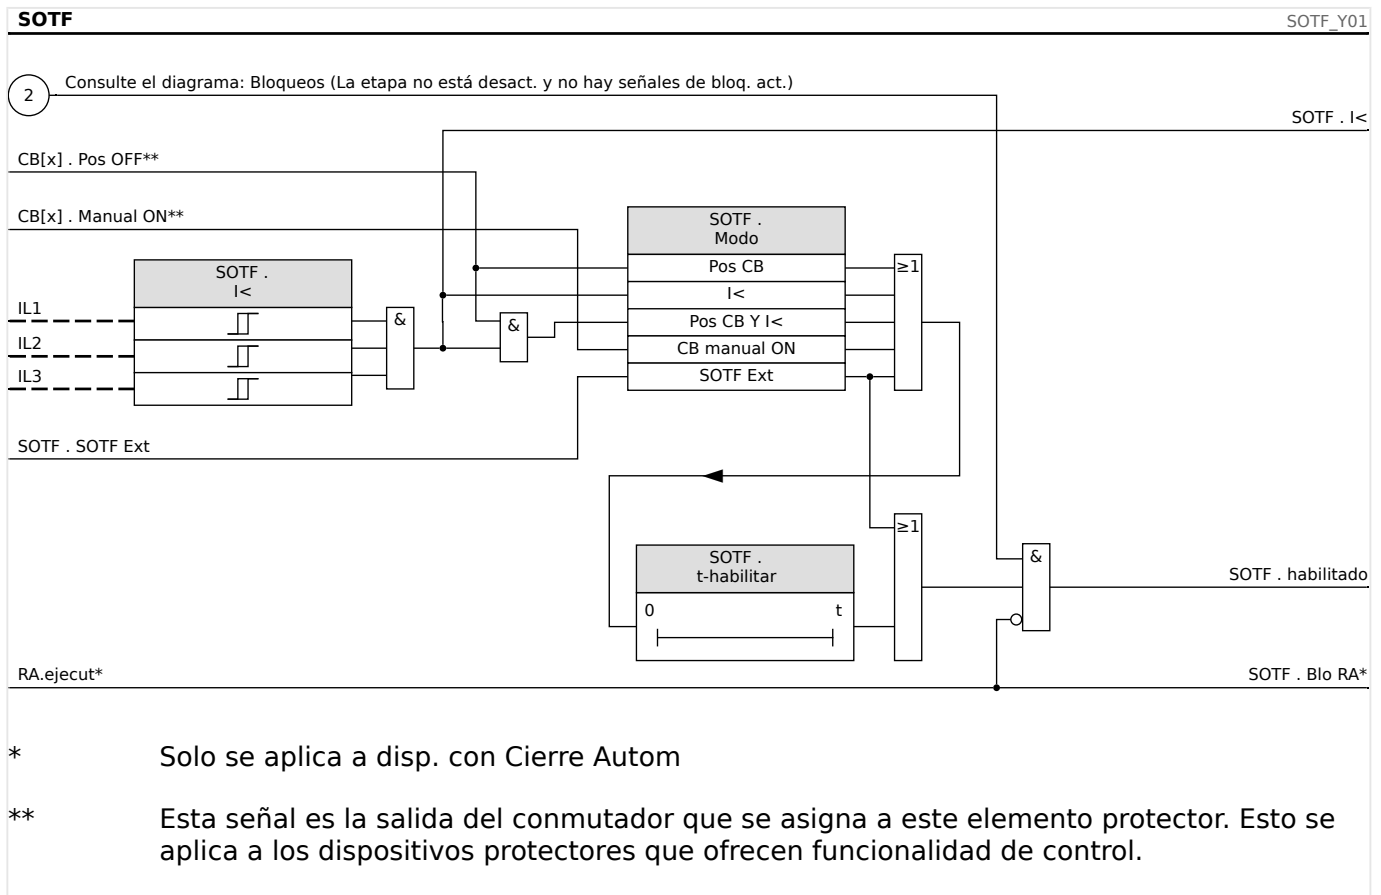 SOTF
SOTF_Y01
2
Consulte el diagrama: Bloqueos (La etapa no está desact. y no hay señales de bloq. act.)
SOTF . I<
CB[x] . Pos OFF**
CB[x] . Manual ON**
SOTF .
Modo
Pos CB
I<
Pos CB Y I<
CB manual ON
SOTF Ext
≥1
SOTF .
I<
IL1
IL2
IL3
&
&
SOTF . SOTF Ext
≥1
SOTF .
t-habilitar
0
t
&
SOTF . habilitado
RA.ejecut*
SOTF . Blo RA*
* Solo se aplica a disp. con Cierre Autom
** Esta señal es la salida del conmutador que se asigna a este elemento protector. Esto se
aplica a los dispositivos protectores que ofrecen funcionalidad de control.